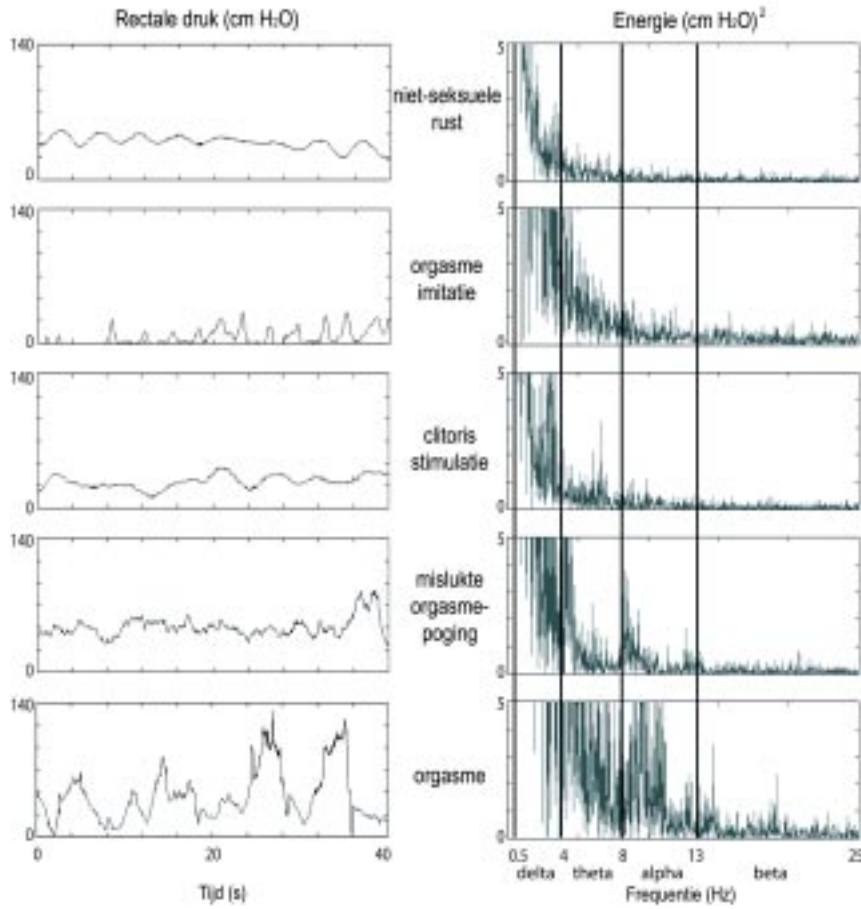 Rectale druk (cm H₂O)
Energie (cm H₂O)²
140
0
niet-seksuele
rust
5
0
140
0
orgasme
imitatie
5
0
140
0
clitoris
stimulatie
5
0
140
0
mislukte
orgasme-
poging
5
0
140
0
orgasme
5
0
0 20 40
Tijd (s)
0.5 4 8 13 25
delta theta alpha beta
Frequentie (Hz)